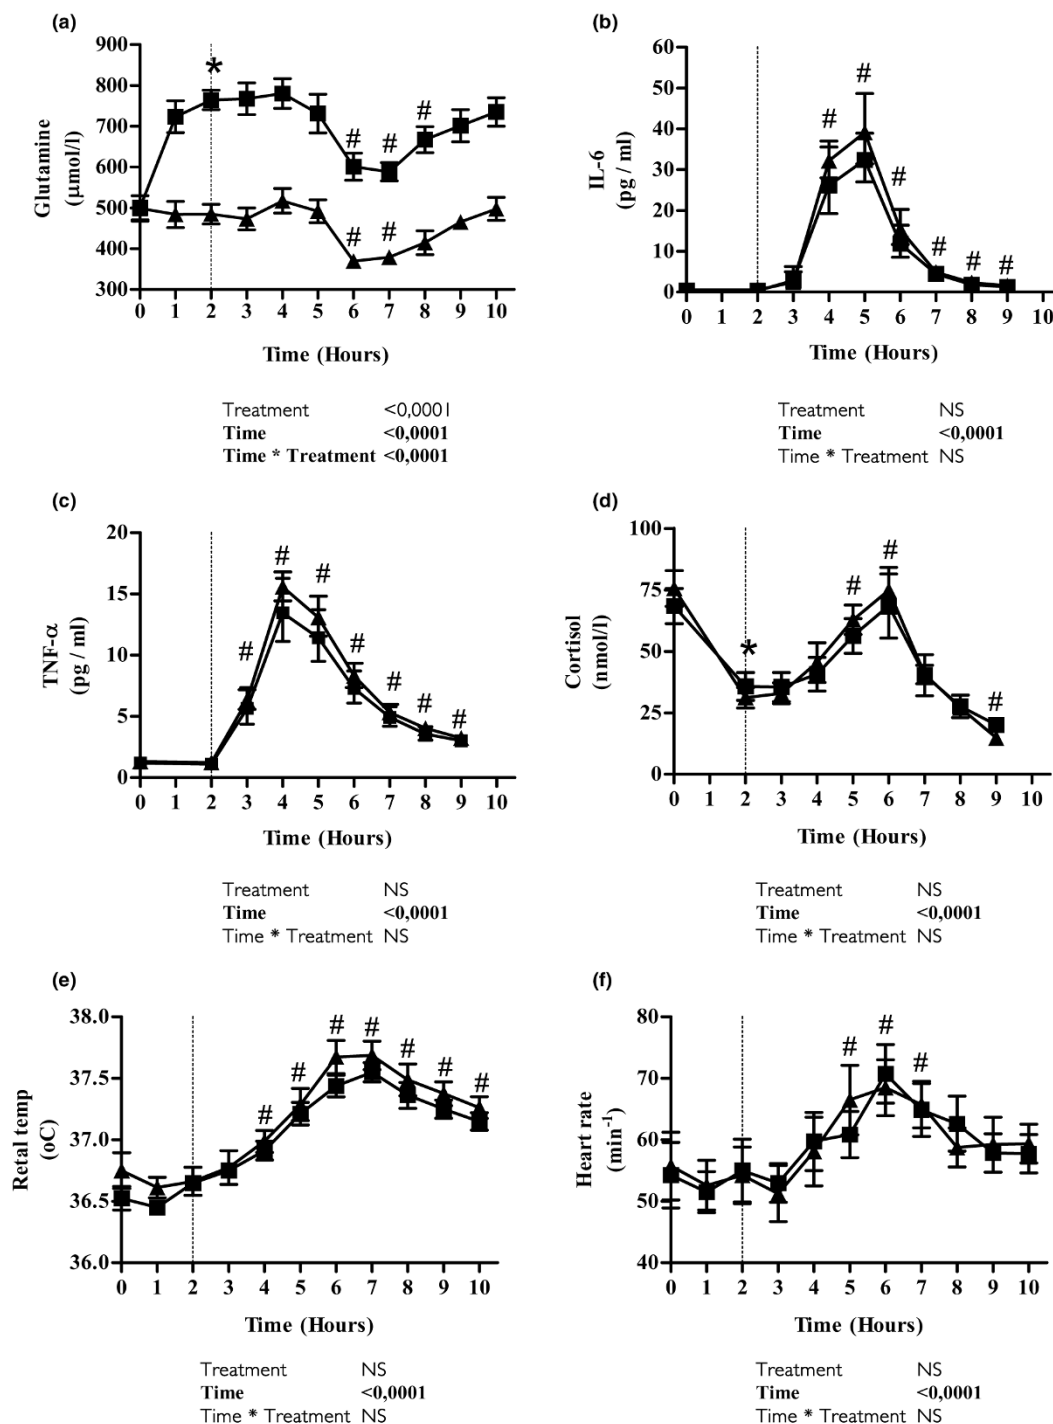 (a)
900
800
700
600
500
400
300
Glutamine
(µmol/l)
*
# # #
# #
0 1 2 3 4 5 6 7 8 9 10
Time (Hours)
Treatment <0,0001
Time <0,0001
Time * Treatment <0,0001
(b)
60
50
40
30
20
10
0
IL-6
(pg / ml)
# # # # # #
0 2 3 4 5 6 7 8 9 10
Time (Hours)
Treatment NS
Time <0,0001
Time * Treatment NS
(c)
20
15
10
5
0
TNF-α
(pg / ml)
# # # # # # #
0 1 2 3 4 5 6 7 8 9 10
Time (Hours)
Treatment NS
Time <0,0001
Time * Treatment NS
(d)
100
75
50
25
0
Cortisol
(nmol/l)
* # # #
0 1 2 3 4 5 6 7 8 9 10
Time (Hours)
Treatment NS
Time <0,0001
Time * Treatment NS
(e)
38.0
37.5
37.0
36.5
36.0
Retal temp
(oC)
# # # # # # #
0 1 2 3 4 5 6 7 8 9 10
Time (Hours)
Treatment NS
Time <0,0001
Time * Treatment NS
(f)
80
70
60
50
40
Heart rate
(min⁻¹)
# # #
0 1 2 3 4 5 6 7 8 9 10
Time (Hours)
Treatment NS
Time <0,0001
Time * Treatment NS